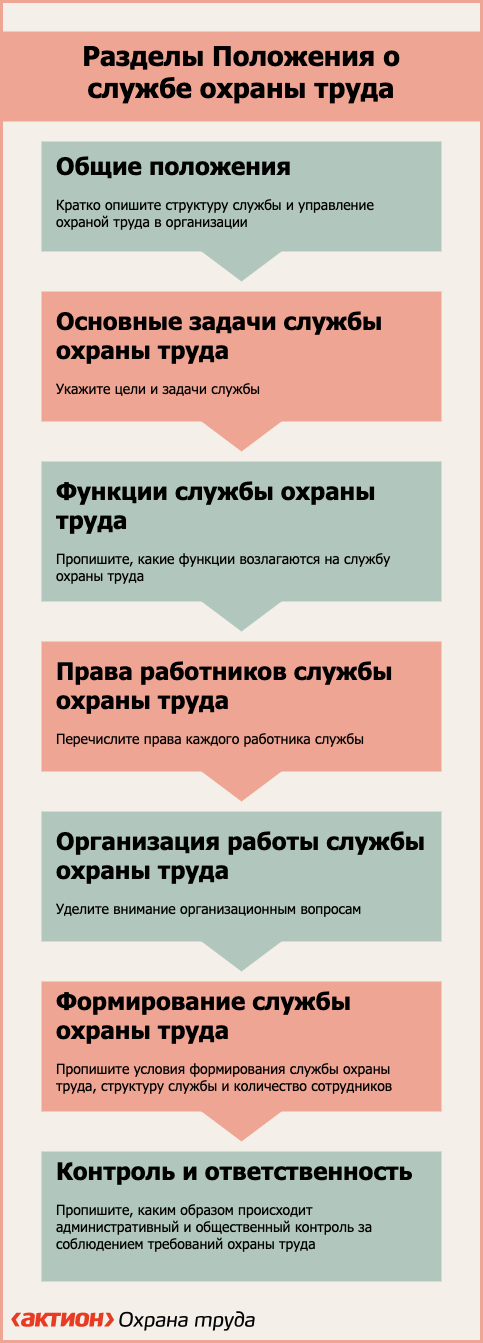 Разделы Положения о
службе охраны труда
Общие положения
Кратко опишите структуру службы и управление
охраной труда в организации
Основные задачи службы
охраны труда
Укажите цели и задачи службы
Функции службы охраны
труда
Пропишите, какие функции возлагаются на службу
охраны труда
Права работников службы
охраны труда
Перечислите права каждого работника службы
Организация работы службы
охраны труда
Уделите внимание организационным вопросам
Формирование службы
охраны труда
Пропишите условия формирования службы охраны
труда, структуру службы и количество сотрудников
Контроль и ответственность
Пропишите, каким образом происходит
административный и общественный контроль за
соблюдением требований охраны труда
‹актион› Охрана труда